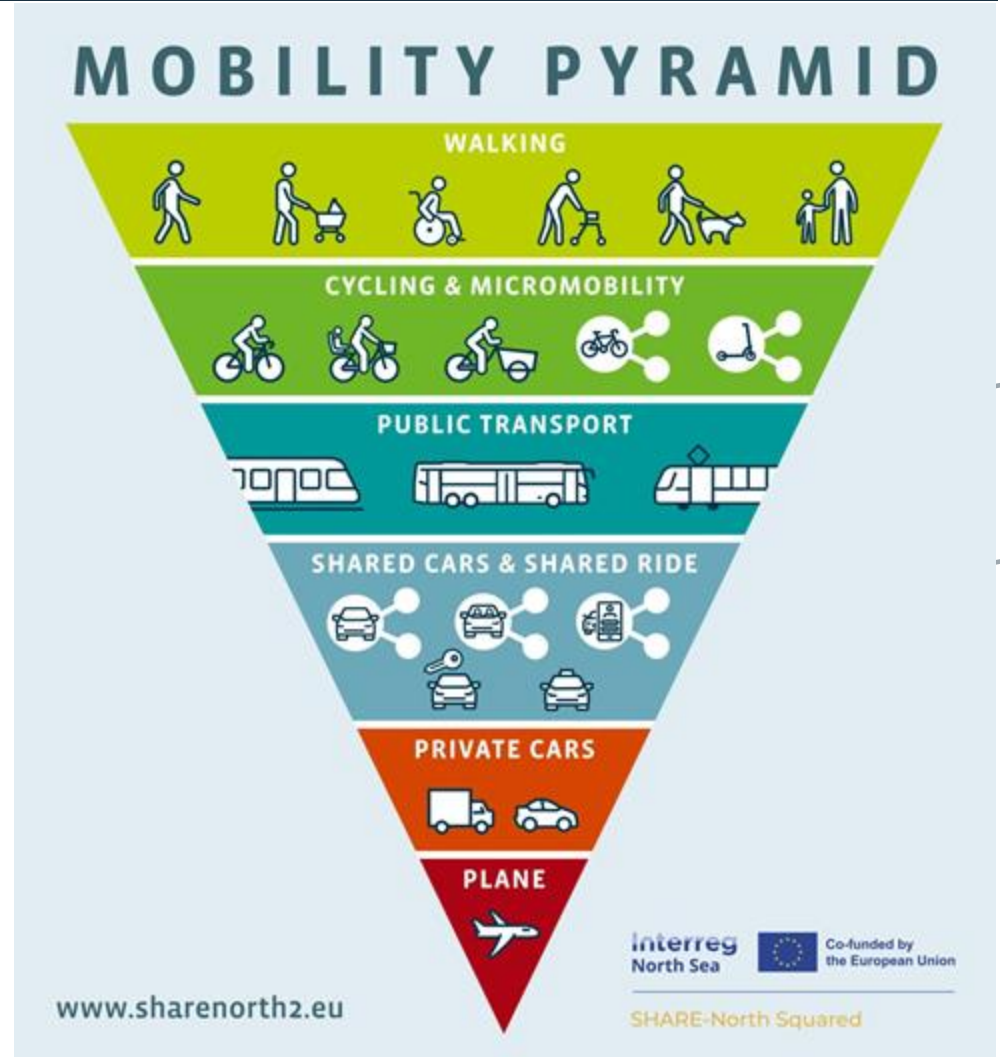 MOBILITY PYRAMID
WALKING
CYCLING & MICROMOBILITY
PUBLIC TRANSPORT
SHARED CARS & SHARED RIDE
PRIVATE CARS
PLANE
Interreg
North Sea
Co-funded by
the European Union
SHARE-North Squared
www.sharenorth2.eu